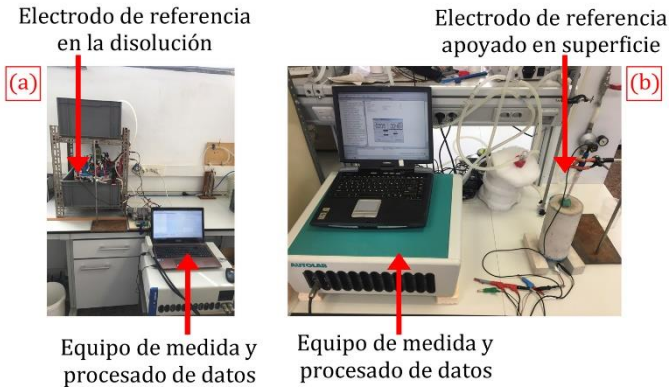 Electrodo de referencia
en la disolución
Electrodo de referencia
apoyado en superficie
(a)
(b)
AUTOLAB
Equipo de medida y
procesado de datos
Equipo de medida y
procesado de datos